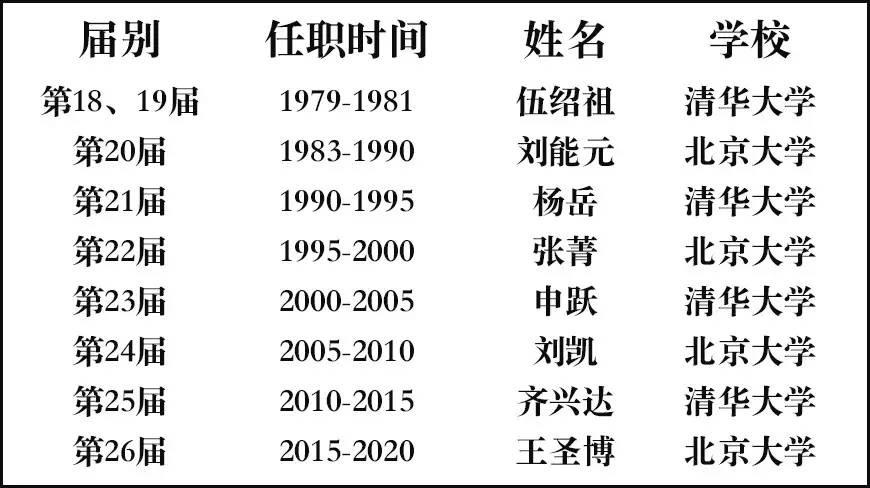 届别 任职时间 姓名 学校
第18、19届 1979-1981 伍绍祖 清华大学
第20届 1983-1990 刘能元 北京大学
第21届 1990-1995 杨岳 清华大学
第22届 1995-2000 张菁 北京大学
第23届 2000-2005 申跃 清华大学
第24届 2005-2010 刘凯 北京大学
第25届 2010-2015 齐兴达 清华大学
第26届 2015-2020 王圣博 北京大学